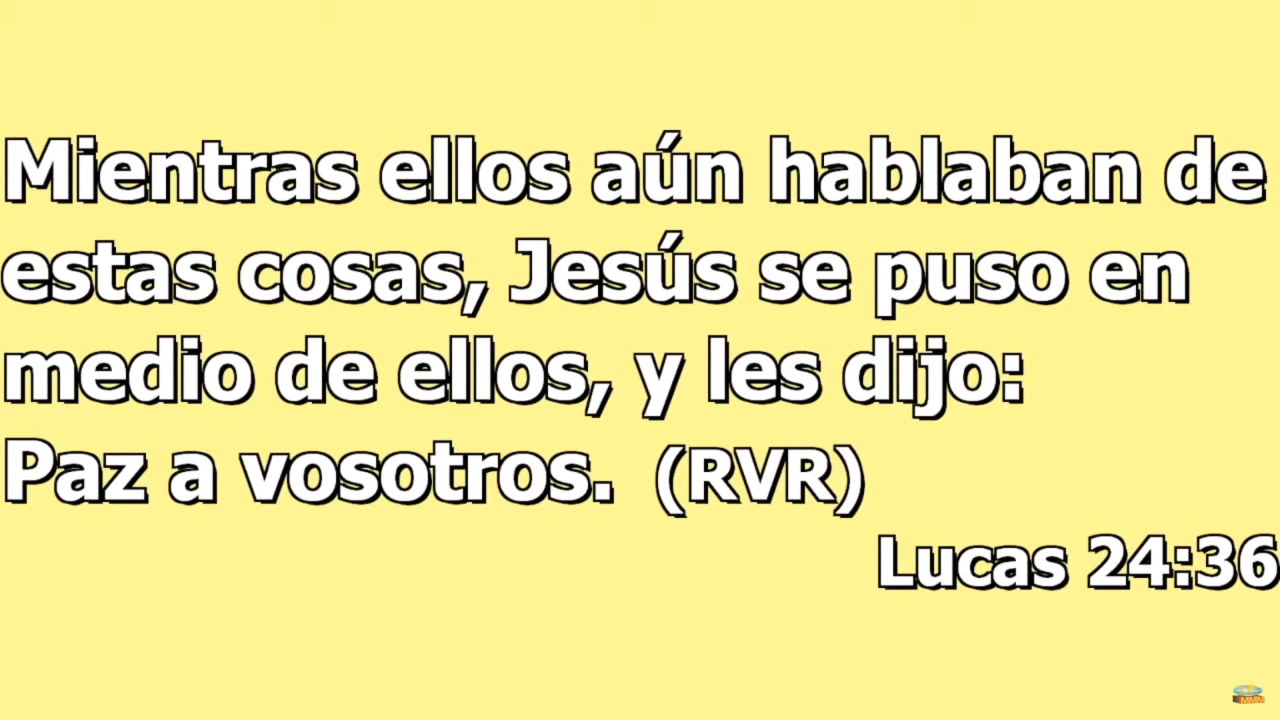 Mientras ellos aún hablaban de
estas cosas, Jesús se puso en
medio de ellos, y les dijo:
Paz a vosotros. (RVR)
Lucas 24:36